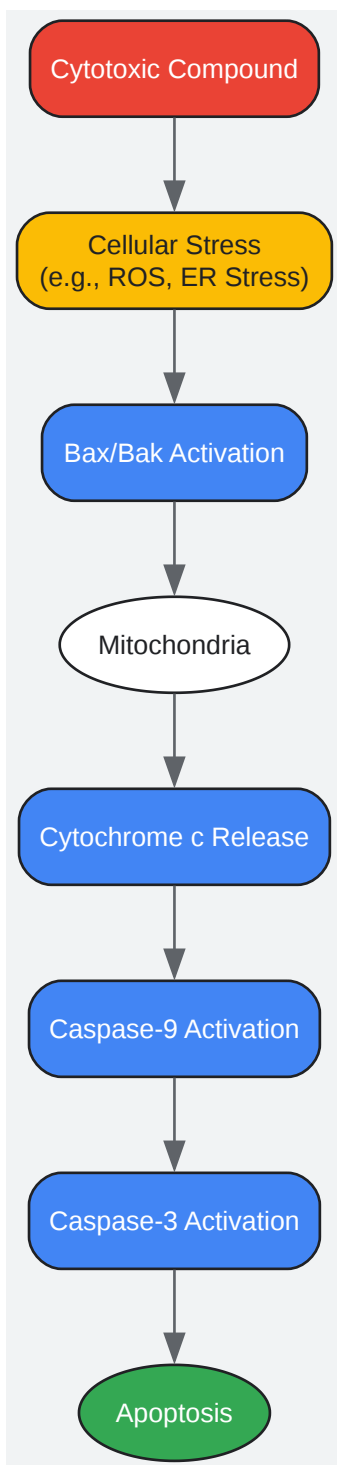 Cytotoxic Compound
Cellular Stress
(e.g., ROS, ER Stress)
Bax/Bak Activation
Mitochondria
Cytochrome c Release
Caspase-9 Activation
Caspase-3 Activation
Apoptosis